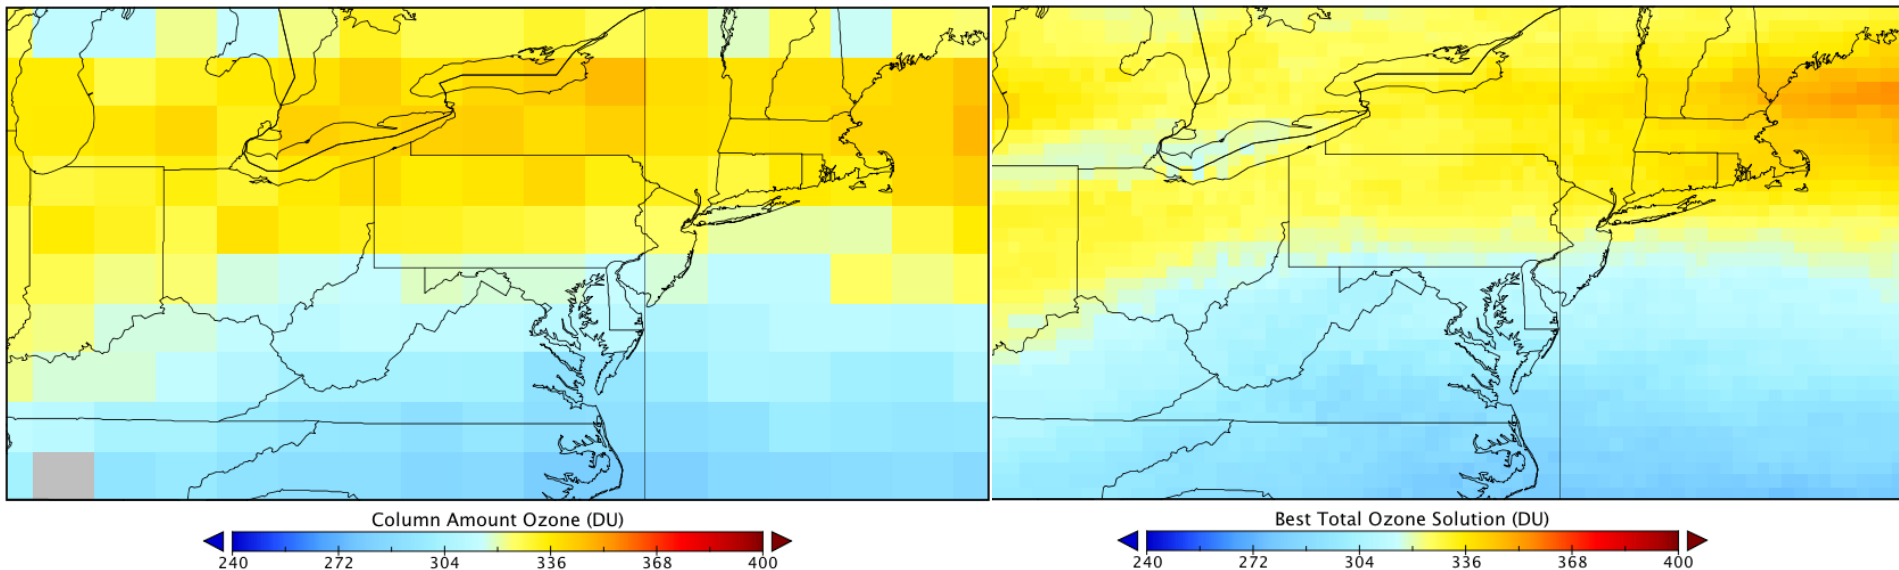 Column Amount Ozone (DU)
240 272 304 336 368 400
Best Total Ozone Solution (DU)
240 272 304 336 368 400